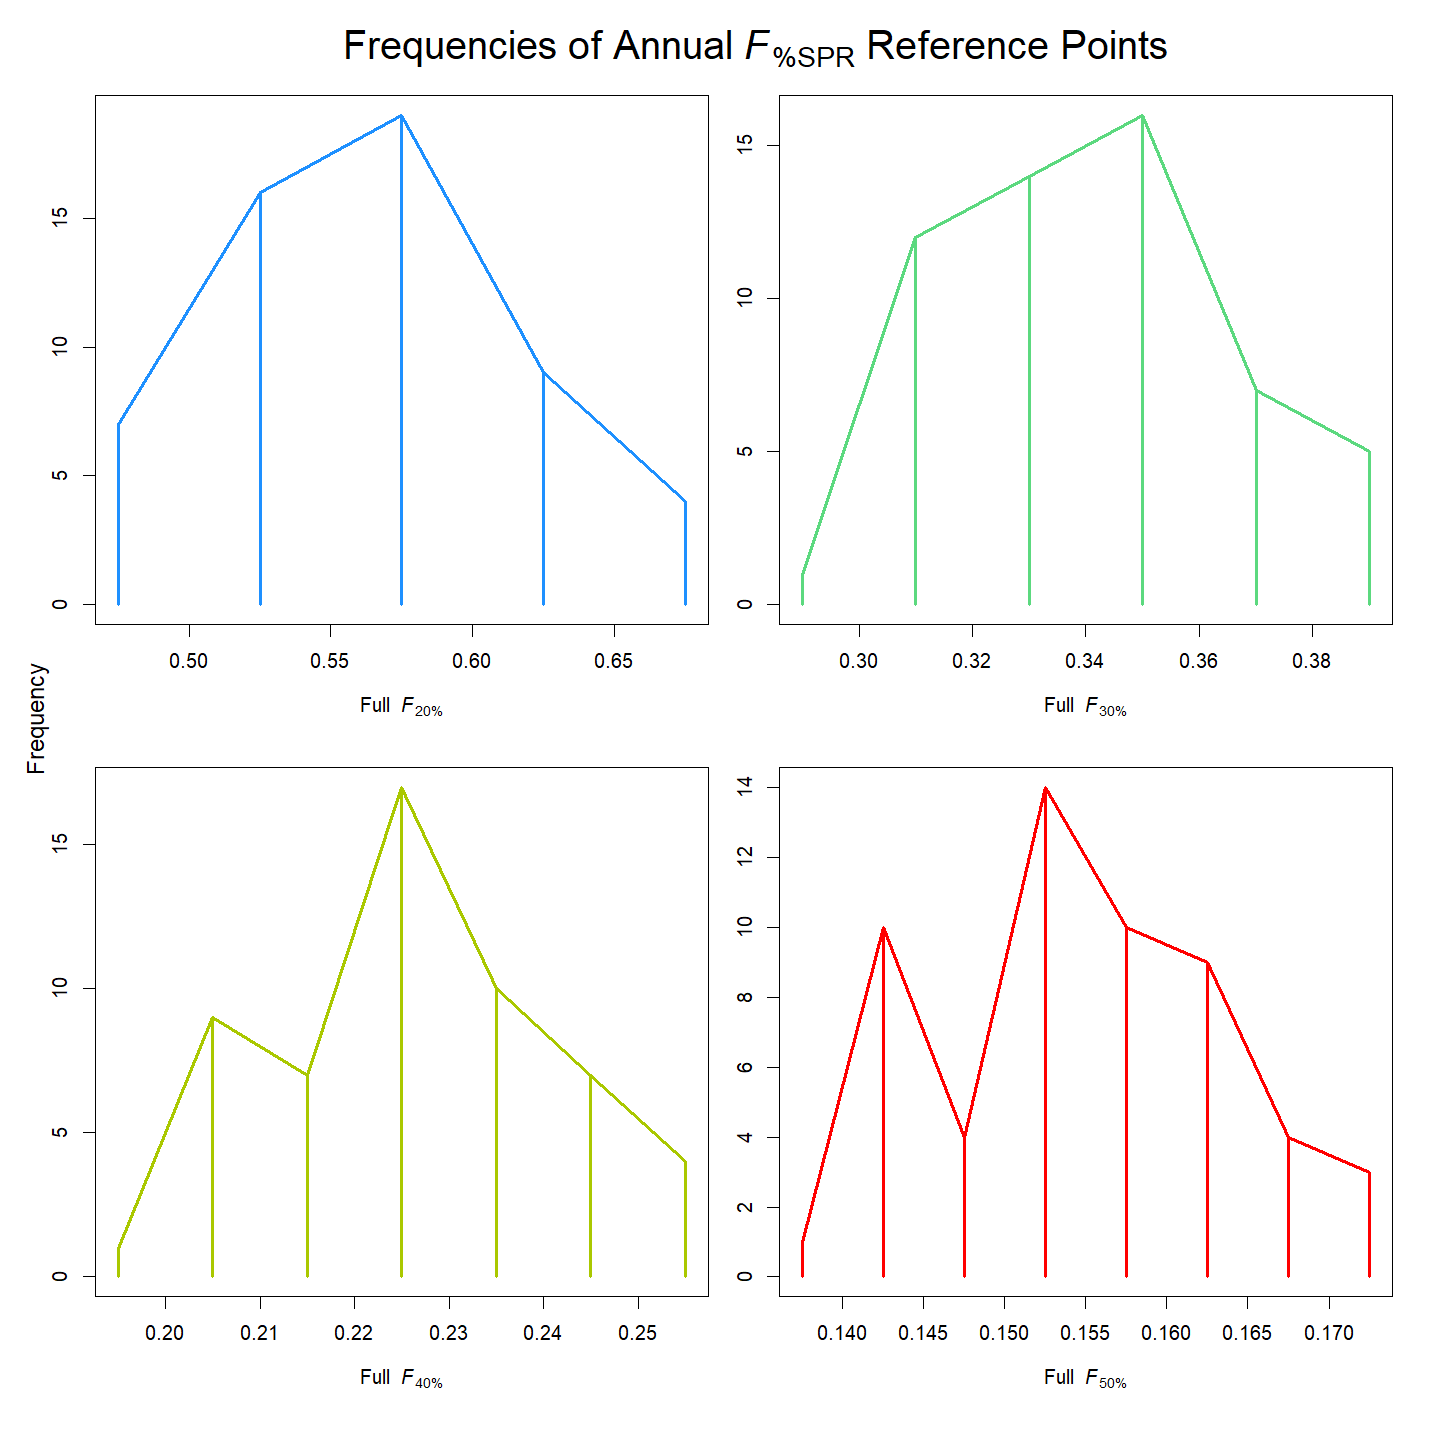 Frequencies of Annual F%SPR Reference Points
Frequency
0 5 10 15
0.50 0.55 0.60 0.65
Full F20%
0 5 10 15
0.30 0.32 0.34 0.36 0.38
Full F30%
0 5 10 15
0.20 0.21 0.22 0.23 0.24 0.25
Full F40%
0 2 4 6 8 10 12 14
0.140 0.145 0.150 0.155 0.160 0.165 0.170
Full F50%